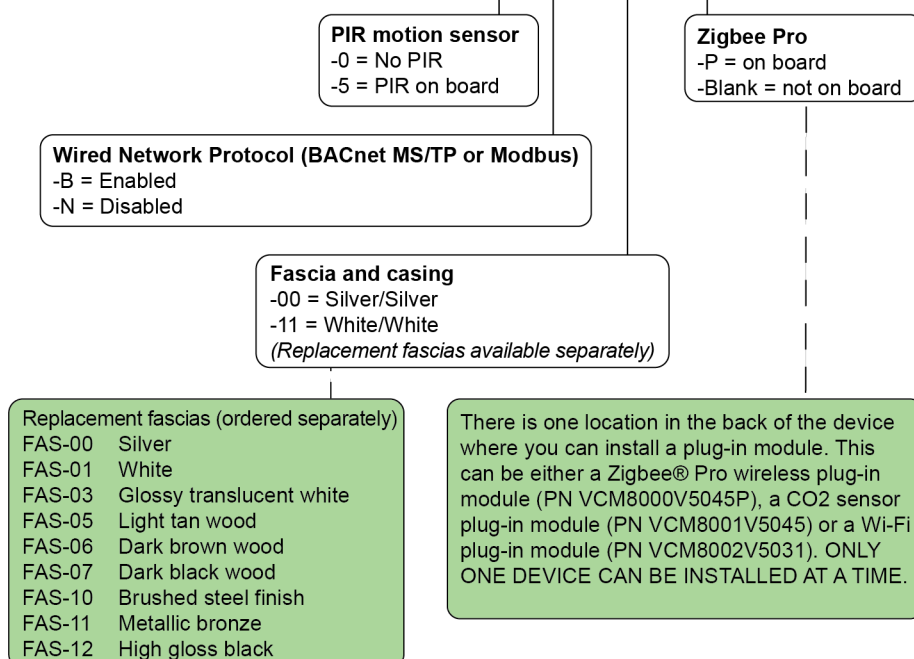 PIR motion sensor
-0 = No PIR
-5 = PIR on board
Zigbee Pro
-P = on board
-Blank = not on board
Wired Network Protocol (BACnet MS/TP or Modbus)
-B = Enabled
-N = Disabled
Fascia and casing
-00 = Silver/Silver
-11 = White/White
(Replacement fascias available separately)
Replacement fascias (ordered separately)
FAS-00 Silver
FAS-01 White
FAS-03 Glossy translucent white
FAS-05 Light tan wood
FAS-06 Dark brown wood
FAS-07 Dark black wood
FAS-10 Brushed steel finish
FAS-11 Metallic bronze
FAS-12 High gloss black
There is one location in the back of the device
where you can install a plug-in module. This
can be either a Zigbee® Pro wireless plug-in
module (PN VCM8000V5045P), a CO2 sensor
plug-in module (PN VCM8001V5045) or a Wi-Fi
plug-in module (PN VCM8002V5031). ONLY
ONE DEVICE CAN BE INSTALLED AT A TIME.